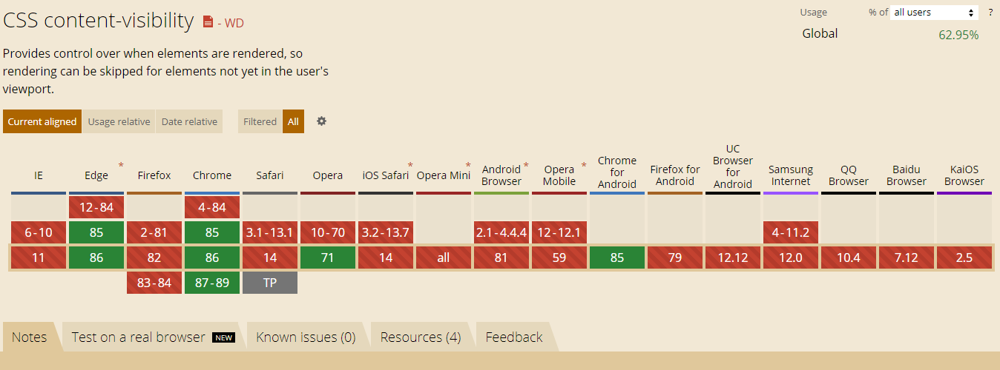 CSS content-visibility - WD
Usage % of all users ?
Global 62.95%
Provides control over when elements are rendered, so
rendering can be skipped for elements not yet in the user's
viewport.
Current aligned Usage relative Date relative Filtered All
IE Edge * Firefox Chrome Safari Opera iOS Safari * Opera Mini * Android Browser * Opera Mobile * Chrome for Android Firefox for Android UC Browser for Android Samsung Internet QQ Browser Baidu Browser KaiOS Browser
12-84 4-84
6-10 85 2-81 85 3.1-13.1 10-70 3.2-13.7 2.1-4.4.4 12-12.1 4-11.2
11 86 82 86 14 71 14 all 81 59 85 79 12.12 12.0 10.4 7.12 2.5
83-84 87-89 TP
Notes Test on a real browser NEW Known issues (0) Resources (4) Feedback